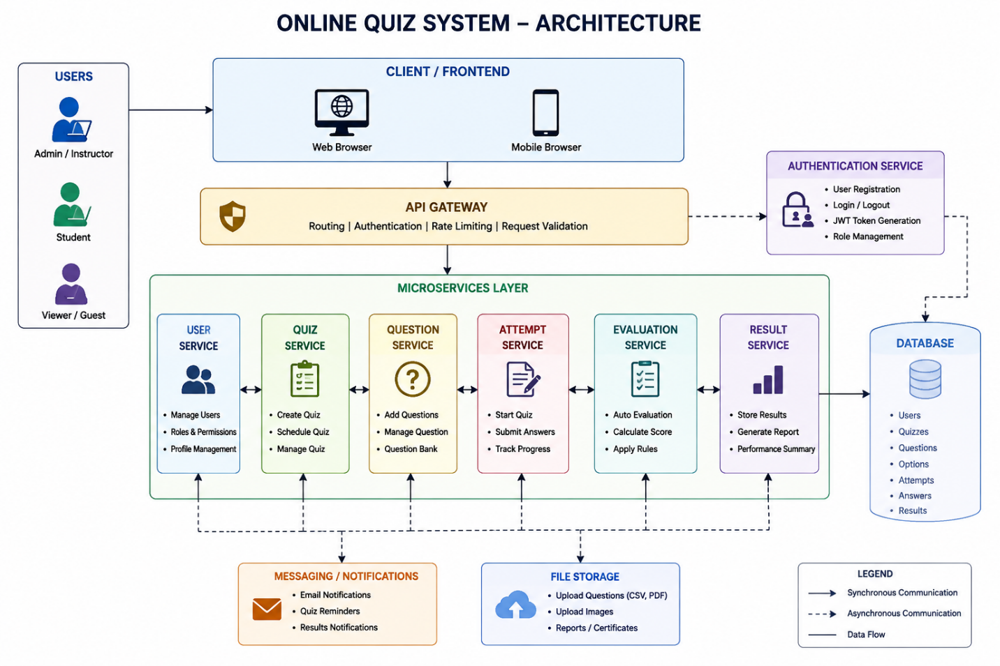 ONLINE QUIZ SYSTEM – ARCHITECTURE
USERS
Admin / Instructor
Student
Viewer / Guest
CLIENT / FRONTEND
Web Browser
Mobile Browser
API GATEWAY
Routing | Authentication | Rate Limiting | Request Validation
AUTHENTICATION SERVICE
• User Registration
• Login / Logout
• JWT Token Generation
• Role Management
MICROSERVICES LAYER
USER
SERVICE
• Manage Users
• Roles & Permissions
• Profile Management
QUIZ
SERVICE
• Create Quiz
• Schedule Quiz
• Manage Quiz
QUESTION
SERVICE
?
• Add Questions
• Manage Question
• Question Bank
ATTEMPT
SERVICE
• Start Quiz
• Submit Answers
• Track Progress
EVALUATION
SERVICE
• Auto Evaluation
• Calculate Score
• Apply Rules
RESULT
SERVICE
• Store Results
• Generate Report
• Performance Summary
DATABASE
• Users
• Quizzes
• Questions
• Options
• Attempts
• Answers
• Results
MESSAGING / NOTIFICATIONS
• Email Notifications
• Quiz Reminders
• Results Notifications
FILE STORAGE
• Upload Questions (CSV, PDF)
• Upload Images
• Reports / Certificates
LEGEND
Synchronous Communication
Asynchronous Communication
Data Flow